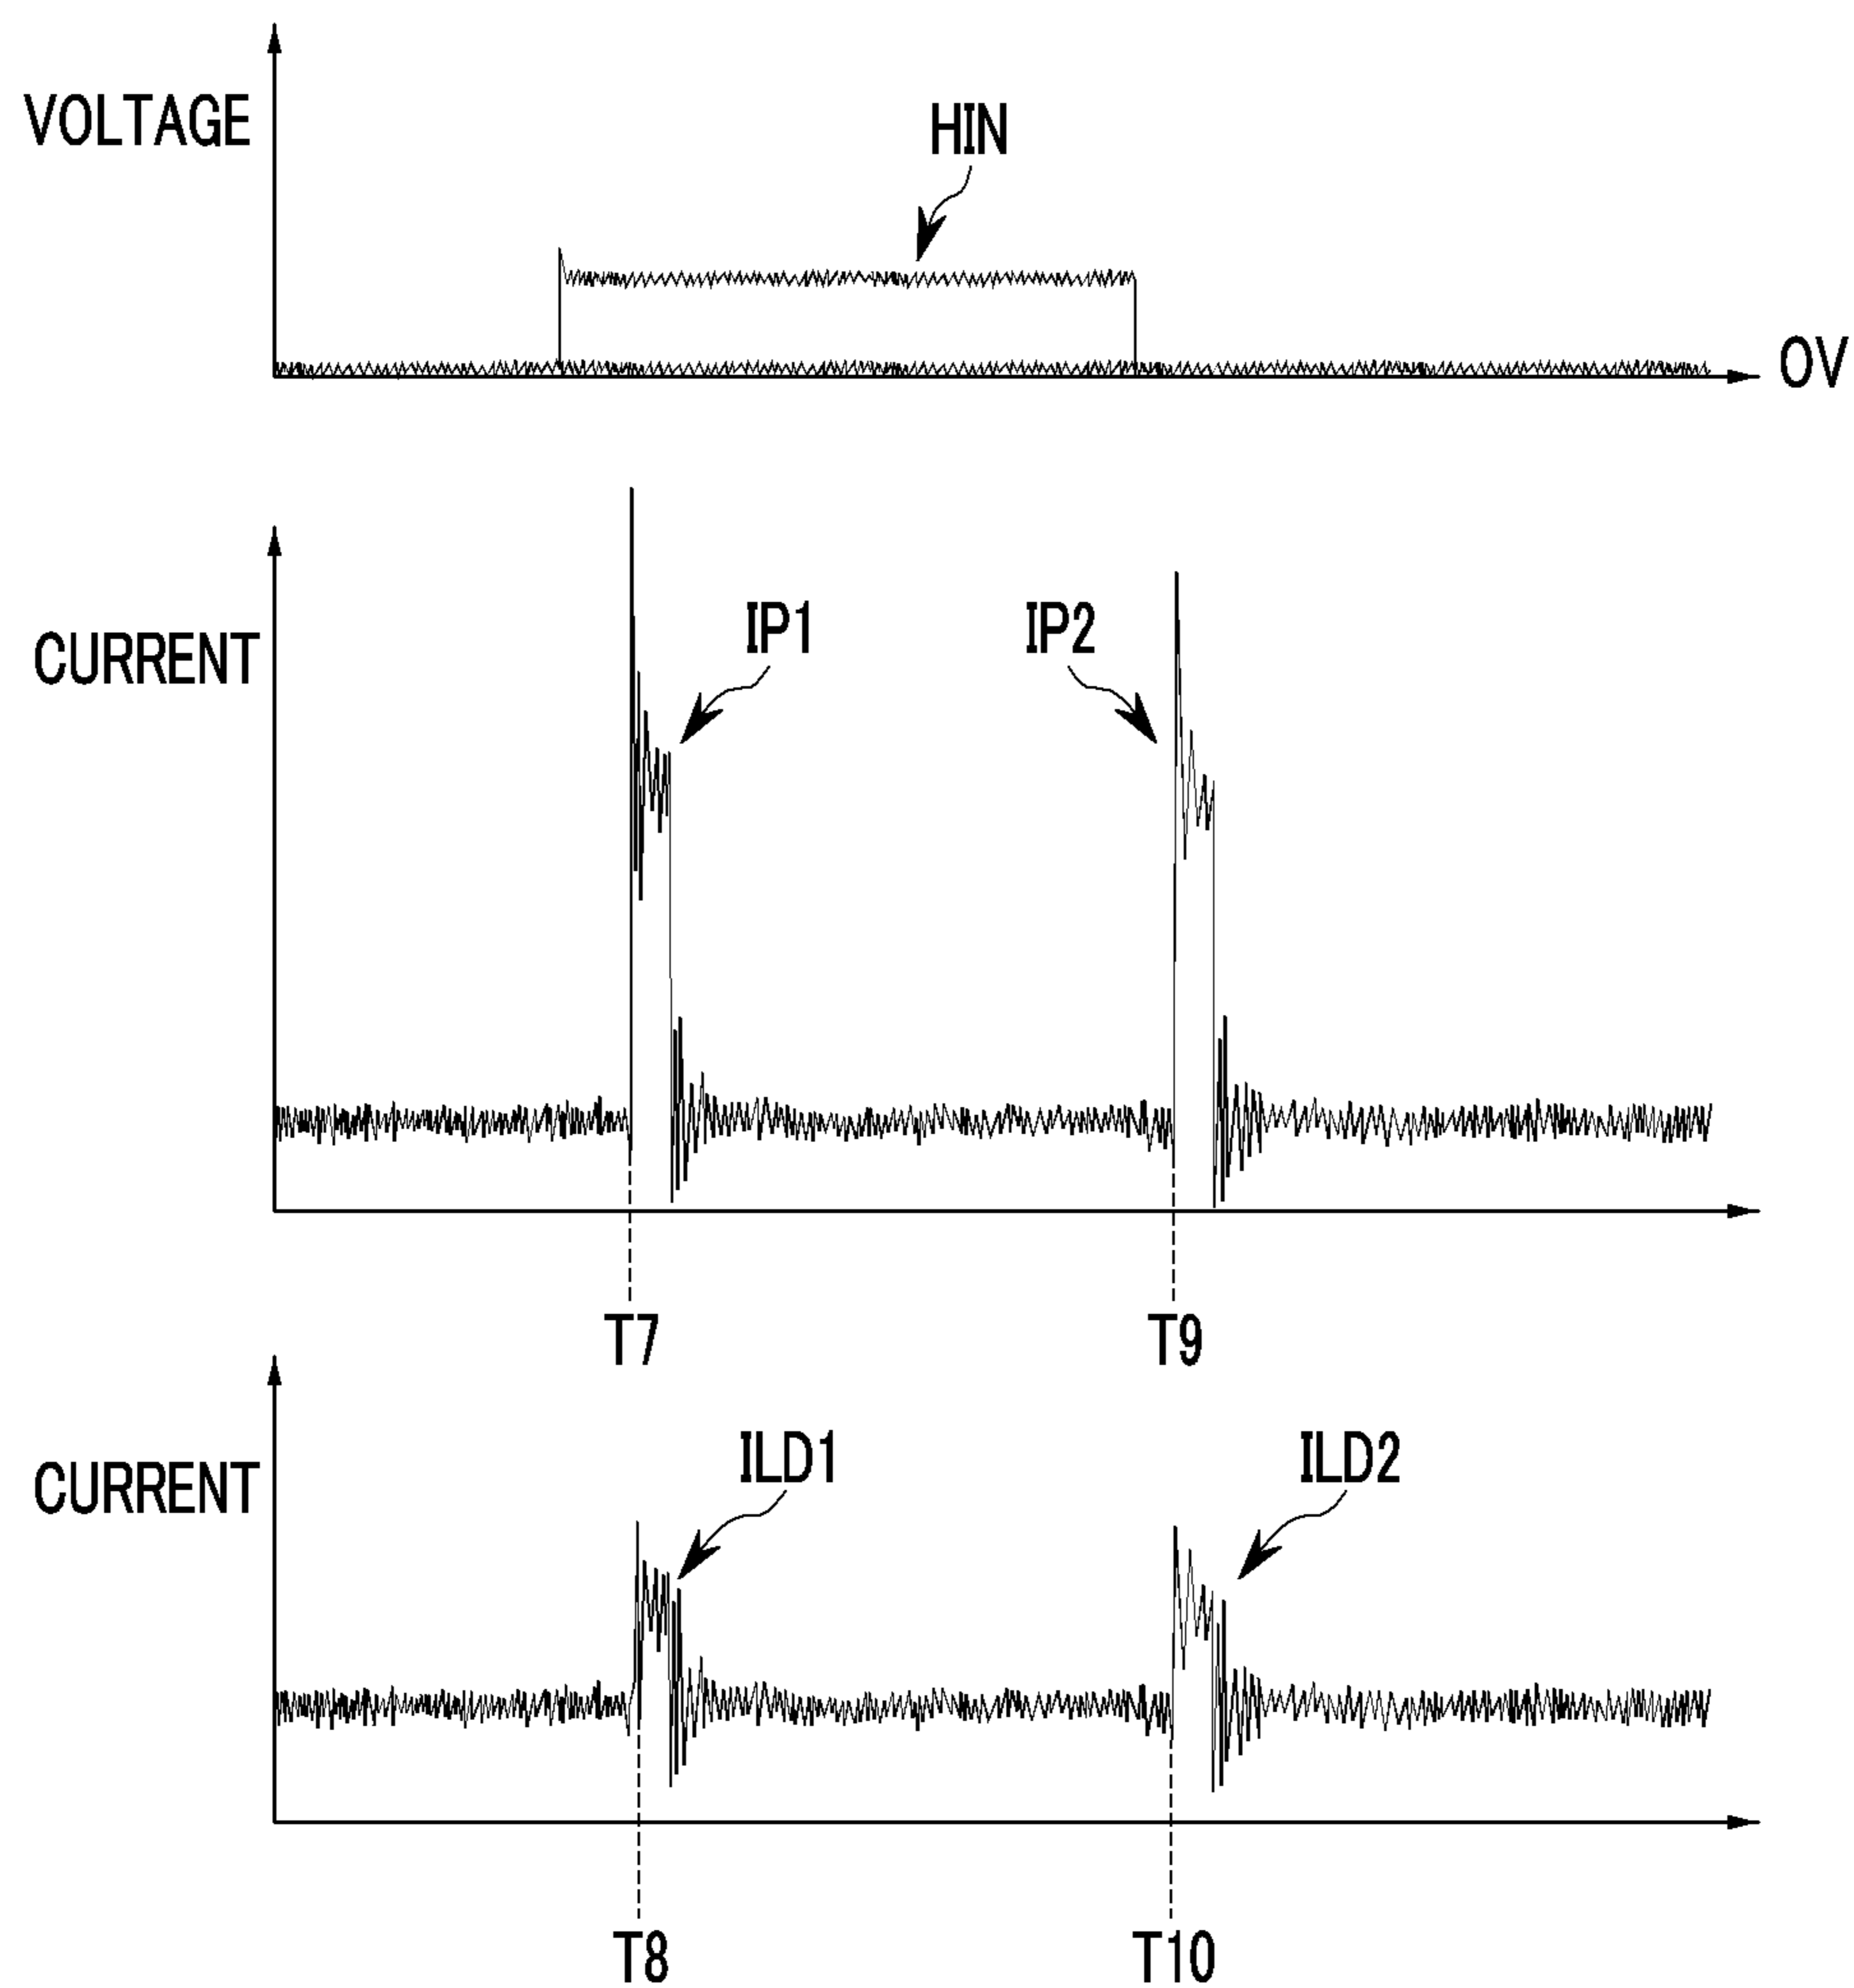 VOLTAGE
HIN
0V
CURRENT
IP1
IP2
T7
T9
CURRENT
ILD1
ILD2
T8
T10